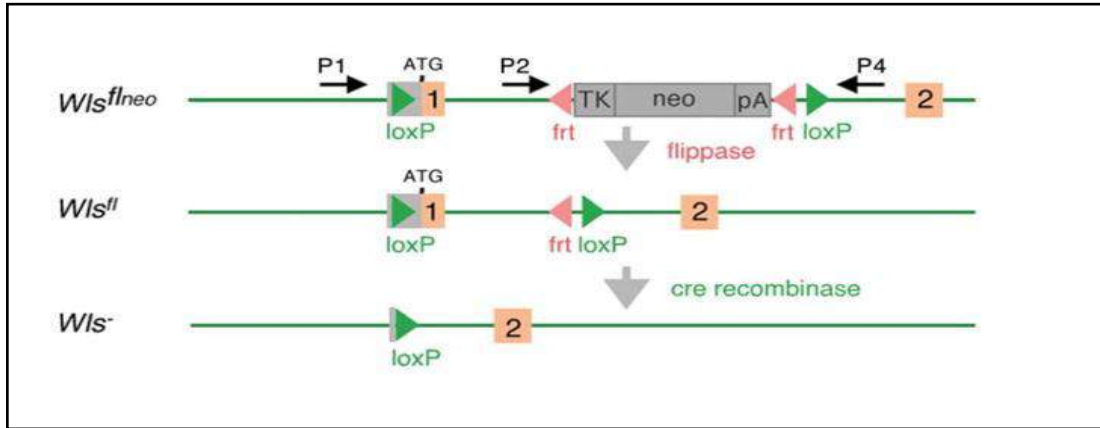 P1 ATG P2 P4
Wls^flneo 1 TK neo pA 2
loxP frt frt loxP
flippase
ATG
Wls^fl 1 2
loxP frt loxP
cre recombinase
Wls^- 2
loxP